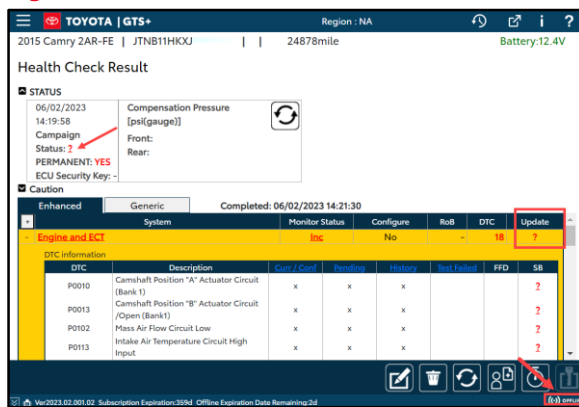 TOYOTA | GTS+ Region : NA i ?
2015 Camry 2AR-FE | JTNB11HKXJ | | 24878mile Battery:12.4V
Health Check Result
STATUS
06/02/2023
14:19:58
Campaign
Status: ?
PERMANENT: YES
ECU Security Key: -
Compensation Pressure
[psi(gauge)]
Front:
Rear:
Caution
Enhanced Generic Completed: 06/02/2023 14:21:30
+ System Monitor Status Configure RoB DTC Update
- Engine and ECT Inc No - 18 ?
DTC information
DTC Description Curr / Conf Pending History Test Failed FFD SB
P0010 Camshaft Position "A" Actuator Circuit
(Bank 1) x x x ?
P0013 Camshaft Position "B" Actuator Circuit
/Open (Bank1) x x x ?
P0102 Mass Air Flow Circuit Low x x x ?
P0113 Intake Air Temperature Circuit High
Input x x x ?
Ver2023.02.001.02 Subscription Expiration:359d Offline Expiration Date Remaining:2d OFFLINE